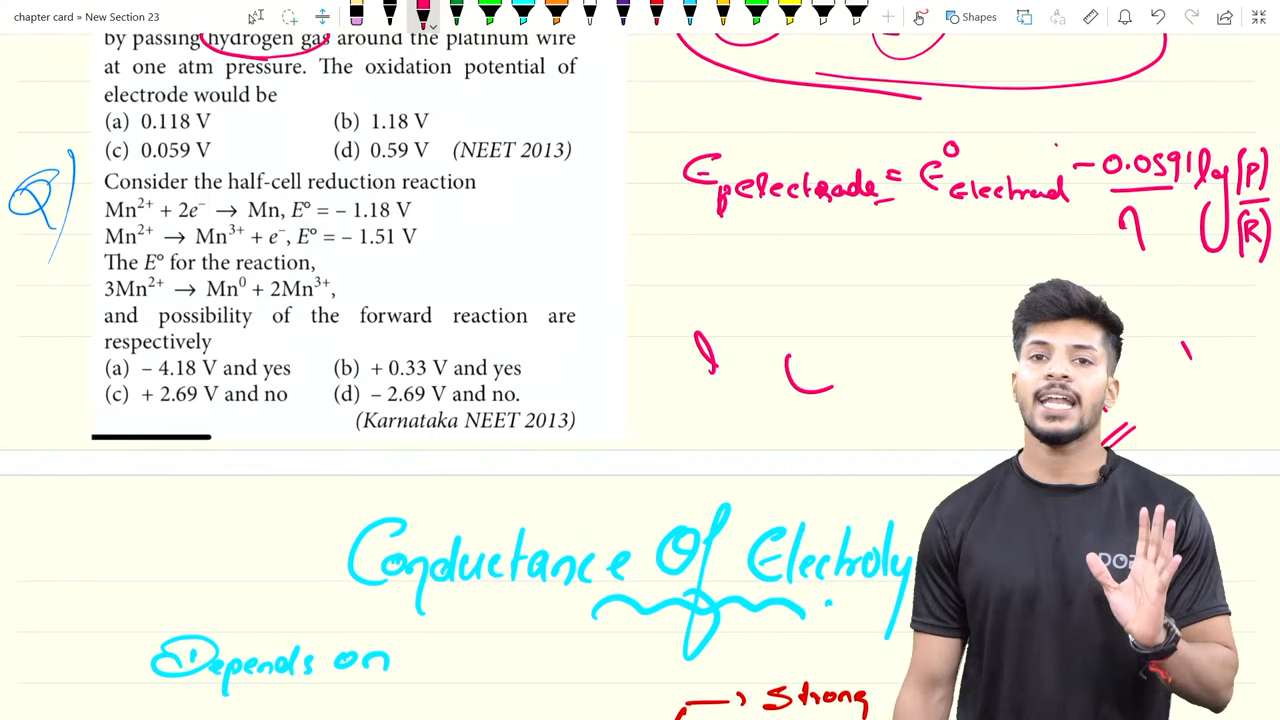 chapter card » New Section 23
Shapes
by passing hydrogen gas around the platinum wire
at one atm pressure. The oxidation potential of
electrode would be
(a) 0.118 V (b) 1.18 V
(c) 0.059 V (d) 0.59 V (NEET 2013)
Q)
Consider the half-cell reduction reaction
Mn²⁺ + 2e⁻ → Mn, E° = – 1.18 V
Mn²⁺ → Mn³⁺ + e⁻, E° = – 1.51 V
The E° for the reaction,
3Mn²⁺ → Mn⁰ + 2Mn³⁺,
and possibility of the forward reaction are
respectively
(a) – 4.18 V and yes (b) + 0.33 V and yes
(c) + 2.69 V and no (d) – 2.69 V and no.
(Karnataka NEET 2013)
= E⁰ - 0.0591 log (P)
η (R)
Conductance Of Electroly
Depends on
→ Strong